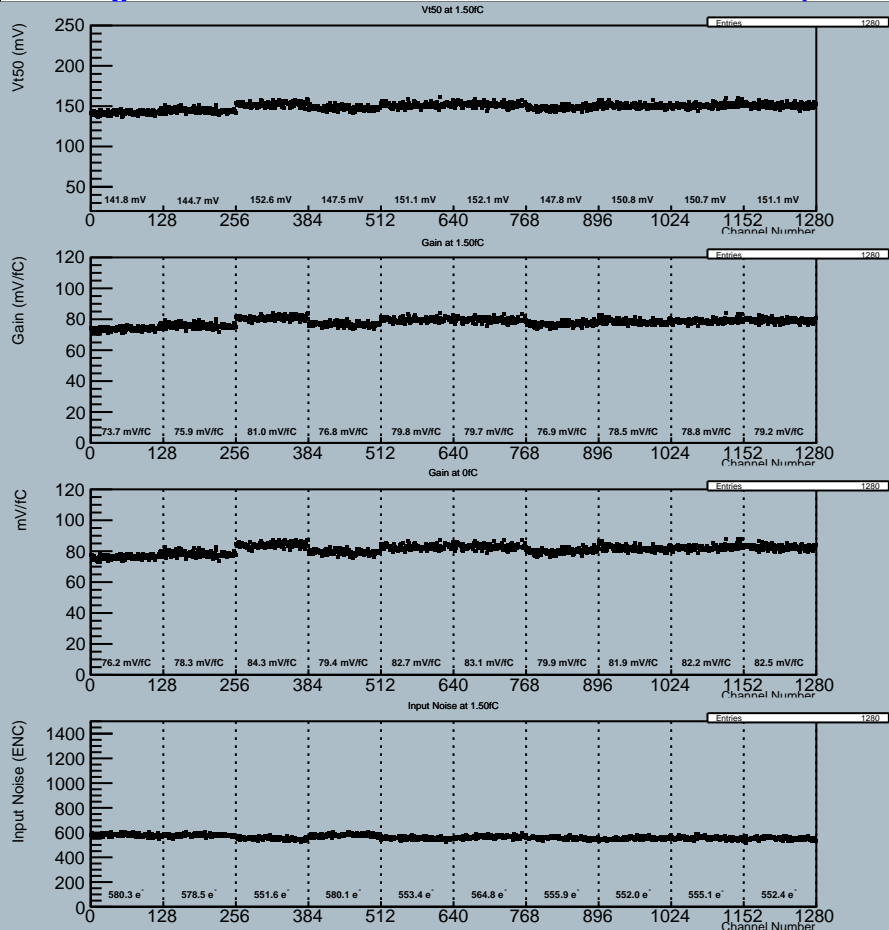 Vt50 at 1.50fC
Entries 1280
Vt50 (mV)
250
200
150
100
50
141.8 mV 144.7 mV 152.6 mV 147.5 mV 151.1 mV 152.1 mV 147.8 mV 150.8 mV 150.7 mV 151.1 mV
0 128 256 384 512 640 768 896 1024 1152 1280
Channel Number
Gain at 1.50fC
Entries 1280
Gain (mV/fC)
120
100
80
60
40
20
0
73.7 mV/fC 75.9 mV/fC 81.0 mV/fC 76.8 mV/fC 79.8 mV/fC 79.7 mV/fC 76.9 mV/fC 78.5 mV/fC 78.8 mV/fC 79.2 mV/fC
0 128 256 384 512 640 768 896 1024 1152 1280
Channel Number
Gain at 0fC
Entries 1280
mV/fC
120
100
80
60
40
20
0
76.2 mV/fC 78.3 mV/fC 84.3 mV/fC 79.4 mV/fC 82.7 mV/fC 83.1 mV/fC 79.9 mV/fC 81.9 mV/fC 82.2 mV/fC 82.5 mV/fC
0 128 256 384 512 640 768 896 1024 1152 1280
Channel Number
Input Noise at 1.50fC
Entries 1280
Input Noise (ENC)
1400
1200
1000
800
600
400
200
0
580.3 e⁻ 578.5 e⁻ 551.6 e⁻ 580.1 e⁻ 553.4 e⁻ 564.8 e⁻ 555.9 e⁻ 552.0 e⁻ 555.1 e⁻ 552.4 e⁻
0 128 256 384 512 640 768 896 1024 1152 1280
Channel Number